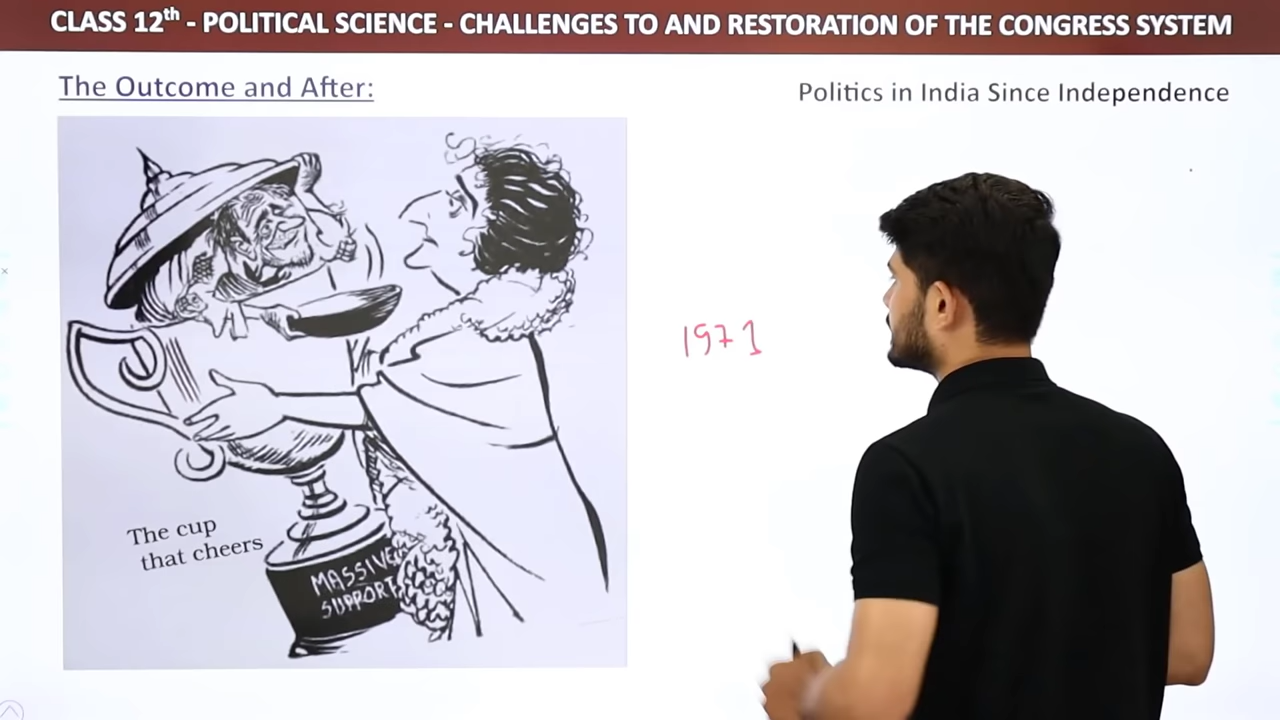 CLASS 12th - POLITICAL SCIENCE - CHALLENGES TO AND RESTORATION OF THE CONGRESS SYSTEM
The Outcome and After:
Politics in India Since Independence
1971
The cup
that cheers
MASSIVE
SUPPORT